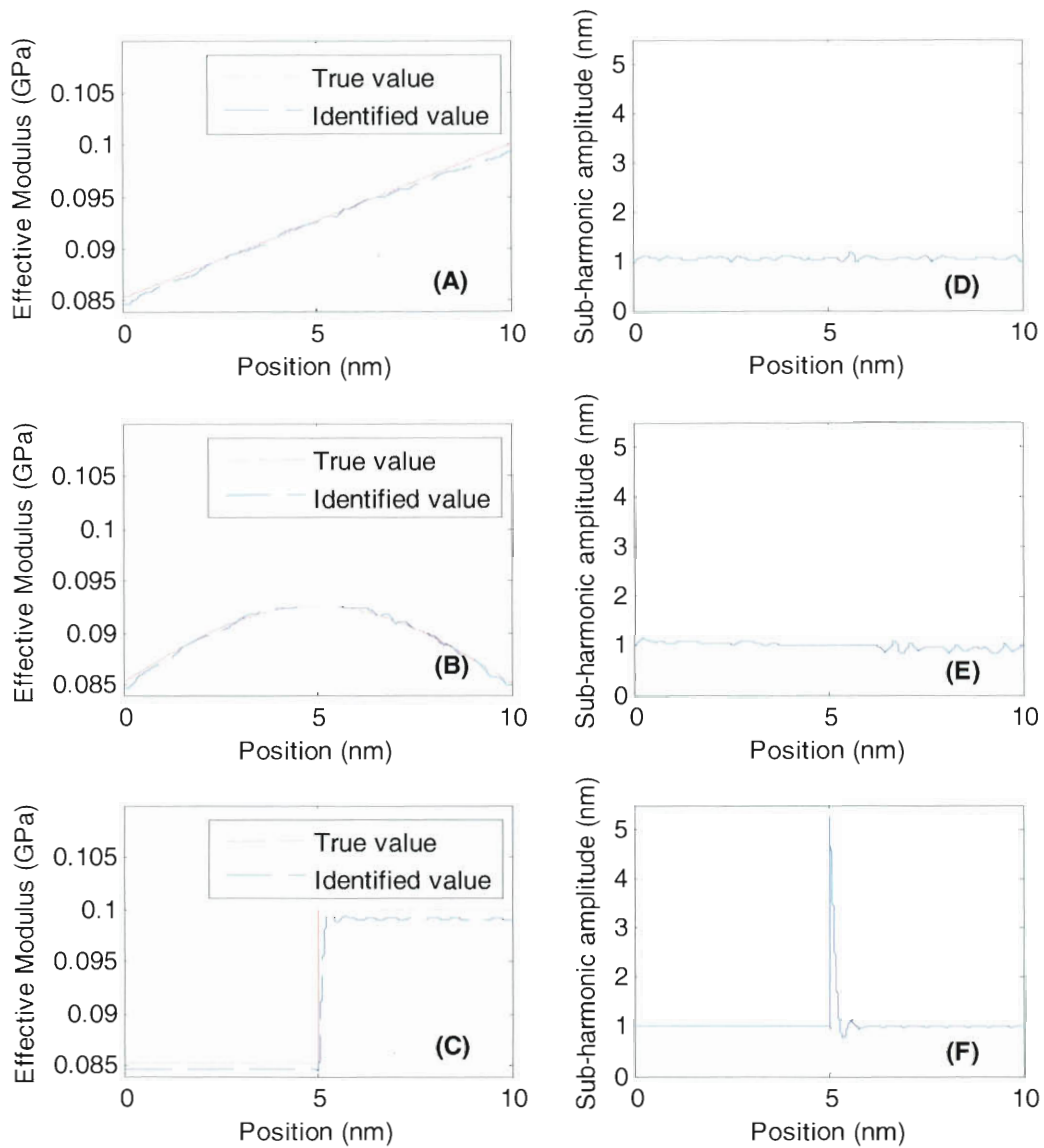 Effective Modulus (GPa)
0.105
0.1
0.095
0.09
0.085
True value
Identified value
(A)
0
5
10
Position (nm)
Sub-harmonic amplitude (nm)
5
4
3
2
1
0
(D)
0
5
10
Position (nm)
Effective Modulus (GPa)
0.105
0.1
0.095
0.09
0.085
True value
Identified value
(B)
0
5
10
Position (nm)
Sub-harmonic amplitude (nm)
5
4
3
2
1
0
(E)
0
5
10
Position (nm)
Effective Modulus (GPa)
0.105
0.1
0.095
0.09
0.085
True value
Identified value
(C)
0
5
10
Position (nm)
Sub-harmonic amplitude (nm)
5
4
3
2
1
0
(F)
0
5
10
Position (nm)